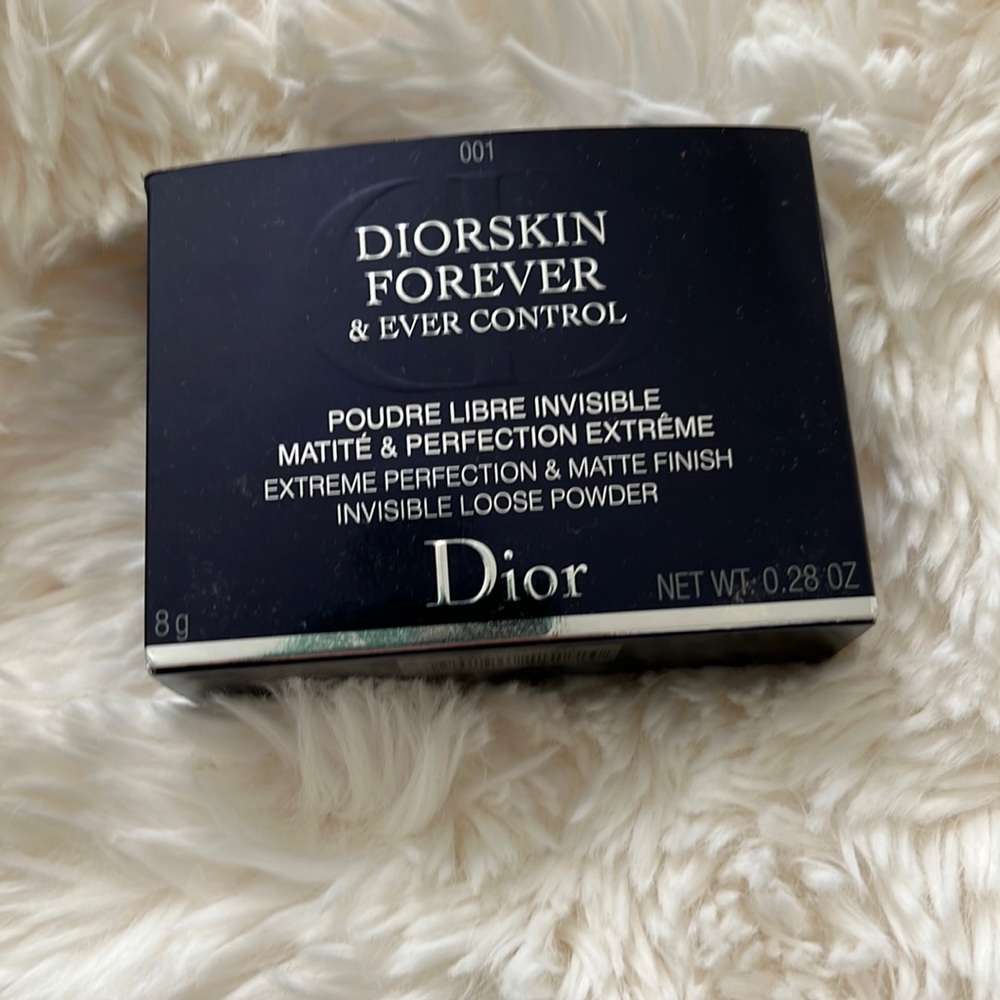 001
DIORSKIN
FOREVER
& EVER CONTROL
POUDRE LIBRE INVISIBLE
MATITÉ & PERFECTION EXTRÊME
EXTREME PERFECTION & MATTE FINISH
INVISIBLE LOOSE POWDER
Dior
8 g
NET WT. 0.28 OZ